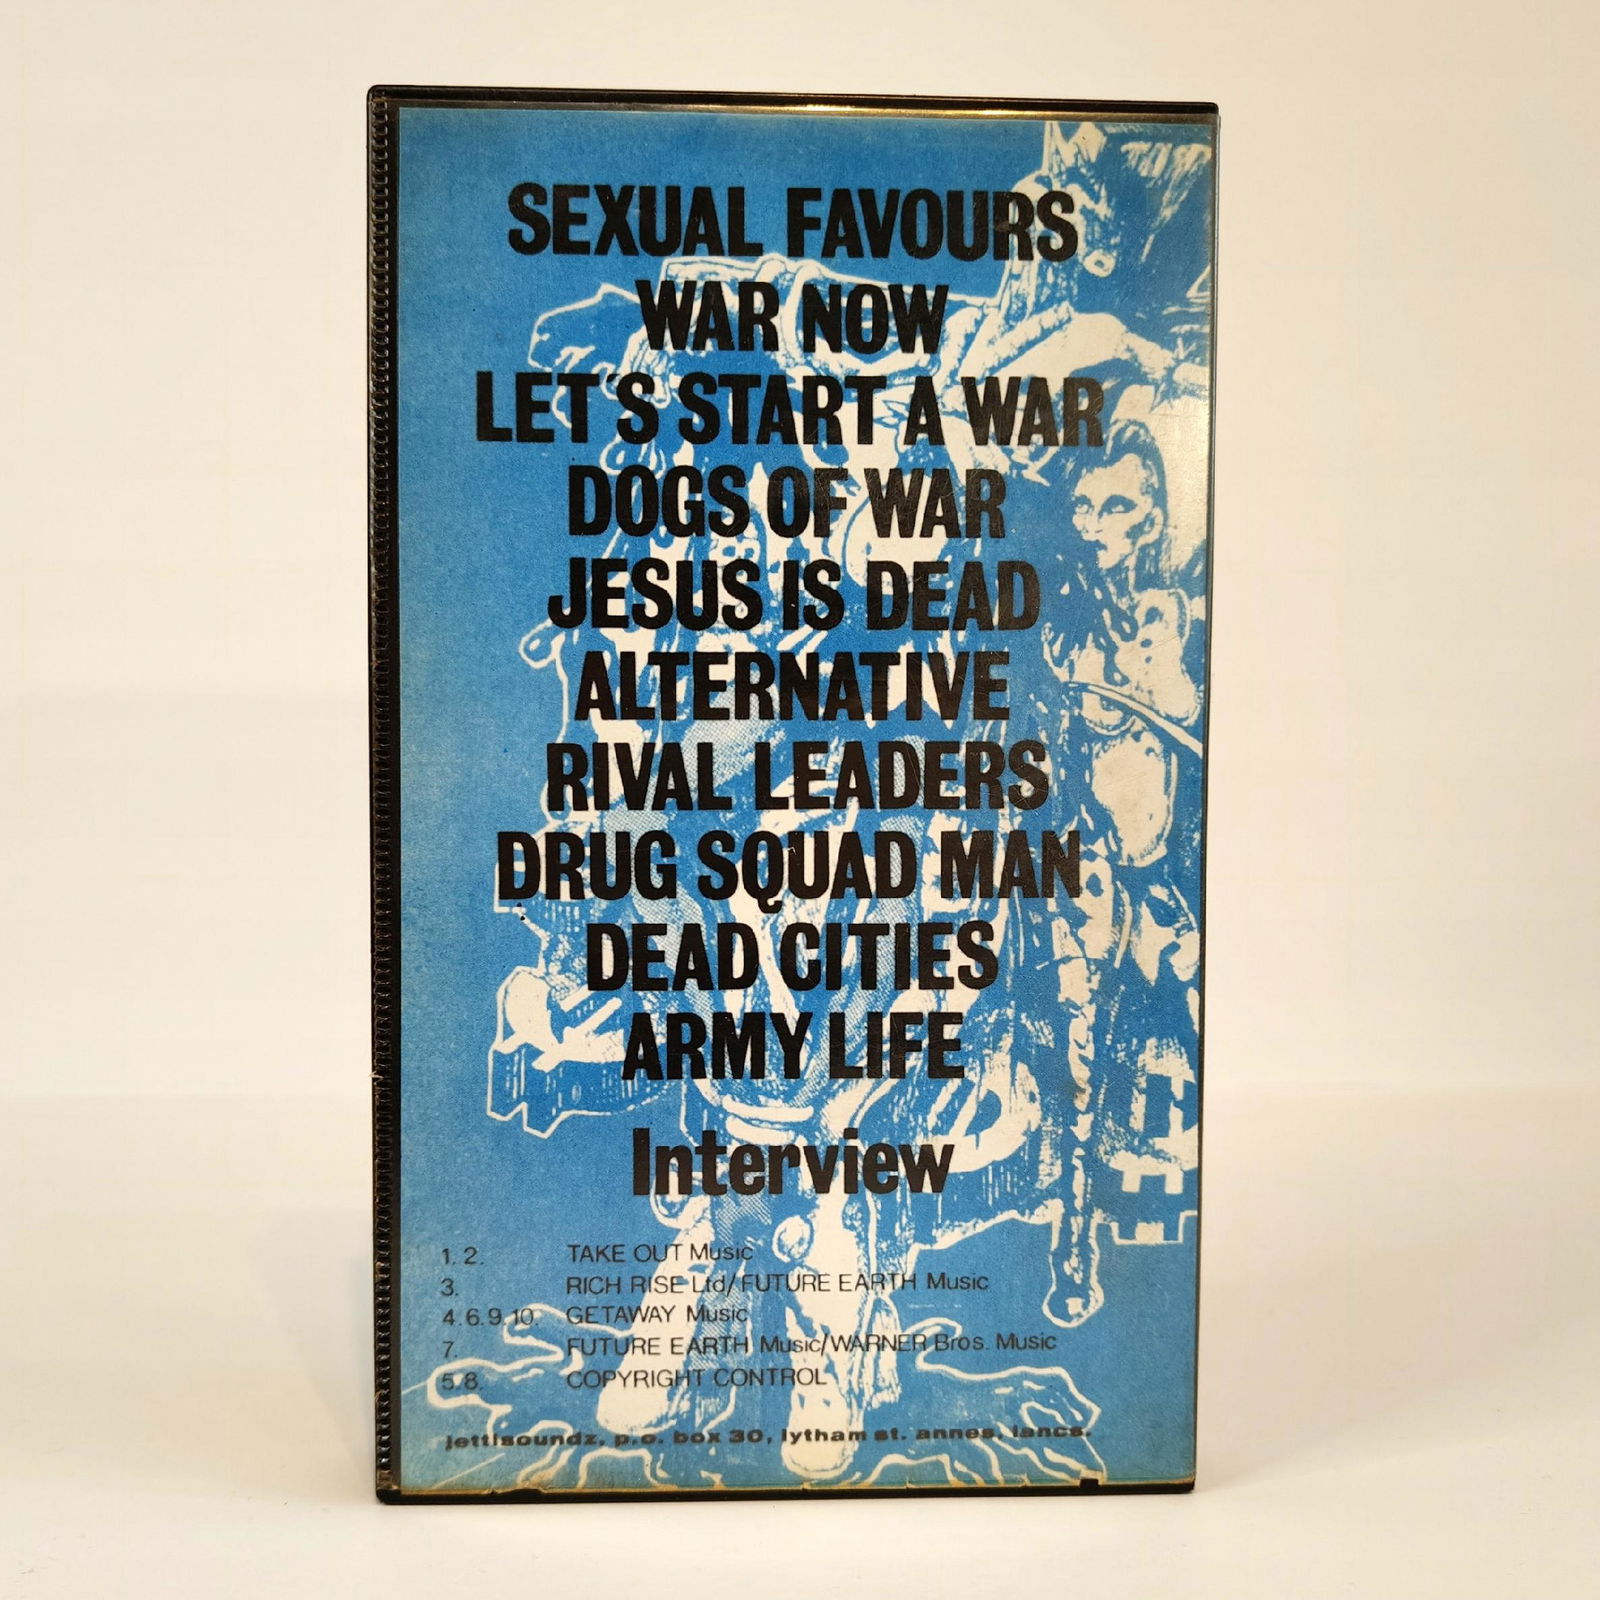 SEXUAL FAVOURS
WAR NOW
LET'S START A WAR
DOGS OF WAR
JESUS IS DEAD
ALTERNATIVE
RIVAL LEADERS
DRUG SQUAD MAN
DEAD CITIES
ARMY LIFE
Interview
1. 2. TAKE OUT Music
3. RICH RISE Ltd/FUTURE EARTH Music
4.6.9.10. GETAWAY Music
7. FUTURE EARTH Music/WARNER Bros. Music
5.8. COPYRIGHT CONTROL
jettisoundz, p.o. box 30, lytham st. annes, lancs.